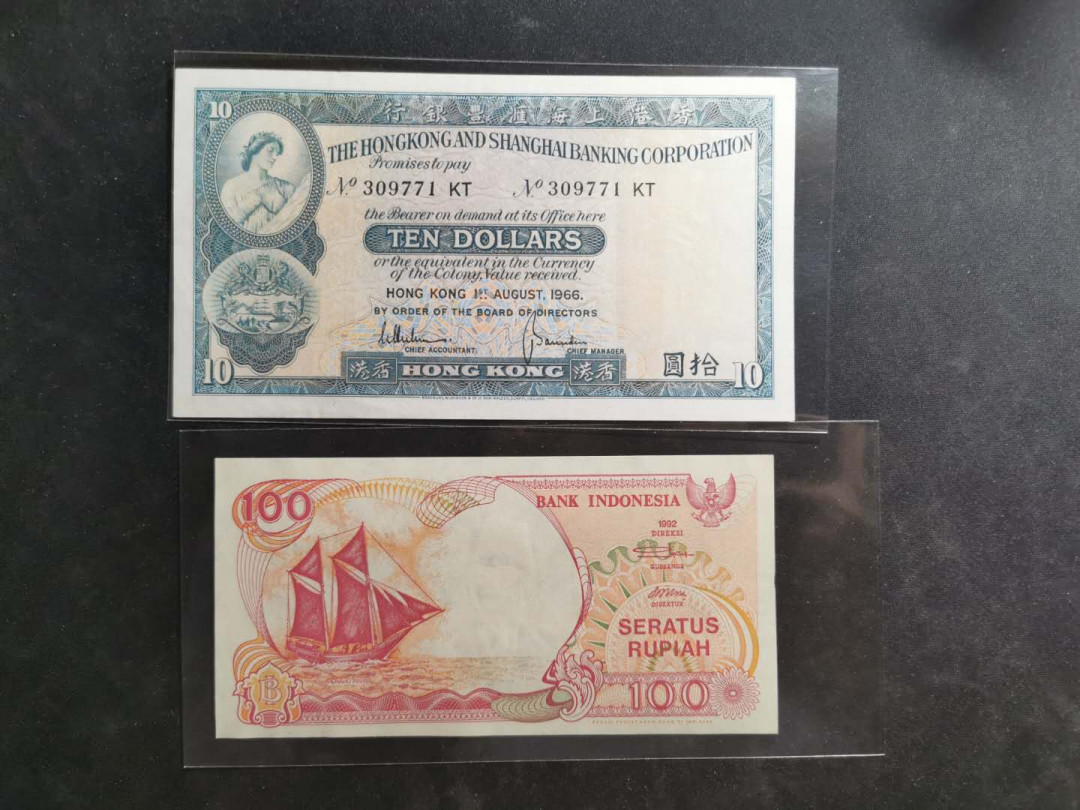 10
行銀豐滙海上港香
THE HONGKONG AND SHANGHAI BANKING CORPORATION
Promises to pay
No 309771 KT No 309771 KT
the Bearer on demand at its Office here
TEN DOLLARS
or the equivalent in the Currency
of the Colony, Value received.
HONG KONG 1ST AUGUST, 1966.
BY ORDER OF THE BOARD OF DIRECTORS
CHIEF ACCOUNTANT. CHIEF MANAGER
10 港香 HONG KONG 港香 圓拾 10
100
BANK INDONESIA
1992
DIREKSI
GUBERNUR
DIREKTUR
SERATUS
RUPIAH
100